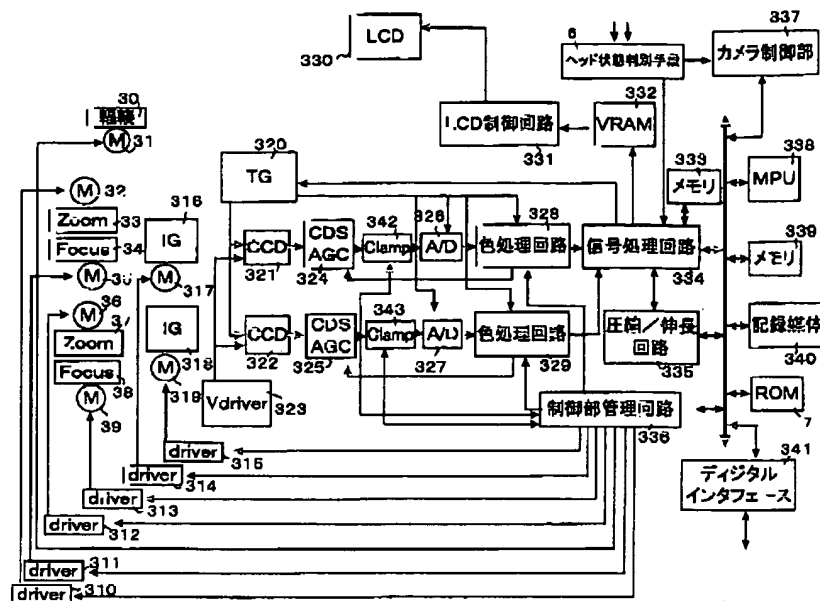 330
LCD
6
ヘッド状態判別手段
337
カメラ制御部
30
輻輳
M
31
LCD制御回路
331
332
VRAM
320
TG
333
メモリ
338
MPU
M
32
Zoom
33
Focus
34
316
IG
M
35
M
317
CCD
321
CDS
AGC
324
342
Clamp
326
A/D
328
色処理回路
信号処理回路
334
339
メモリ
36
M
37
Zoom
Focus
38
M
39
IG
318
M
319
CCD
322
CDS
AGC
325
343
Clamp
A/D
327
色処理回路
329
圧縮/伸長
回路
335
記録媒体
340
Vdriver
323
制御部管理回路
336
ROM
7
driver
315
driver
314
driver
313
driver
312
driver
311
driver
310
341
ディジタル
インタフェース